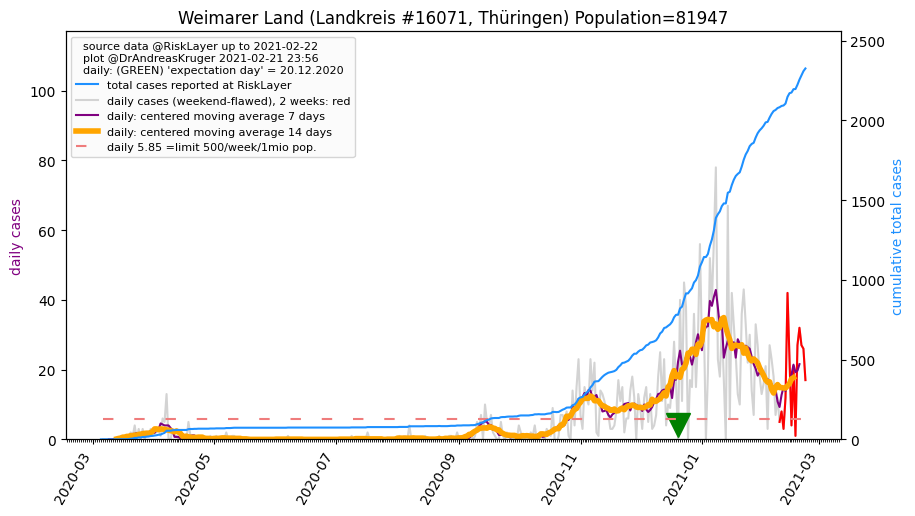 Weimarer Land (Landkreis #16071, Thüringen) Population=81947
source data @RiskLayer up to 2021-02-22
plot @DrAndreasKruger 2021-02-21 23:56
daily: (GREEN) 'expectation day' = 20.12.2020
total cases reported at RiskLayer
daily cases (weekend-flawed), 2 weeks: red
daily: centered moving average 7 days
daily: centered moving average 14 days
daily 5.85 =limit 500/week/1mio pop.
daily cases
100
80
60
40
20
0
2500
2000
1500
1000
500
0
cumulative total cases
2020-03
2020-05
2020-07
2020-09
2020-11
2021-01
2021-03